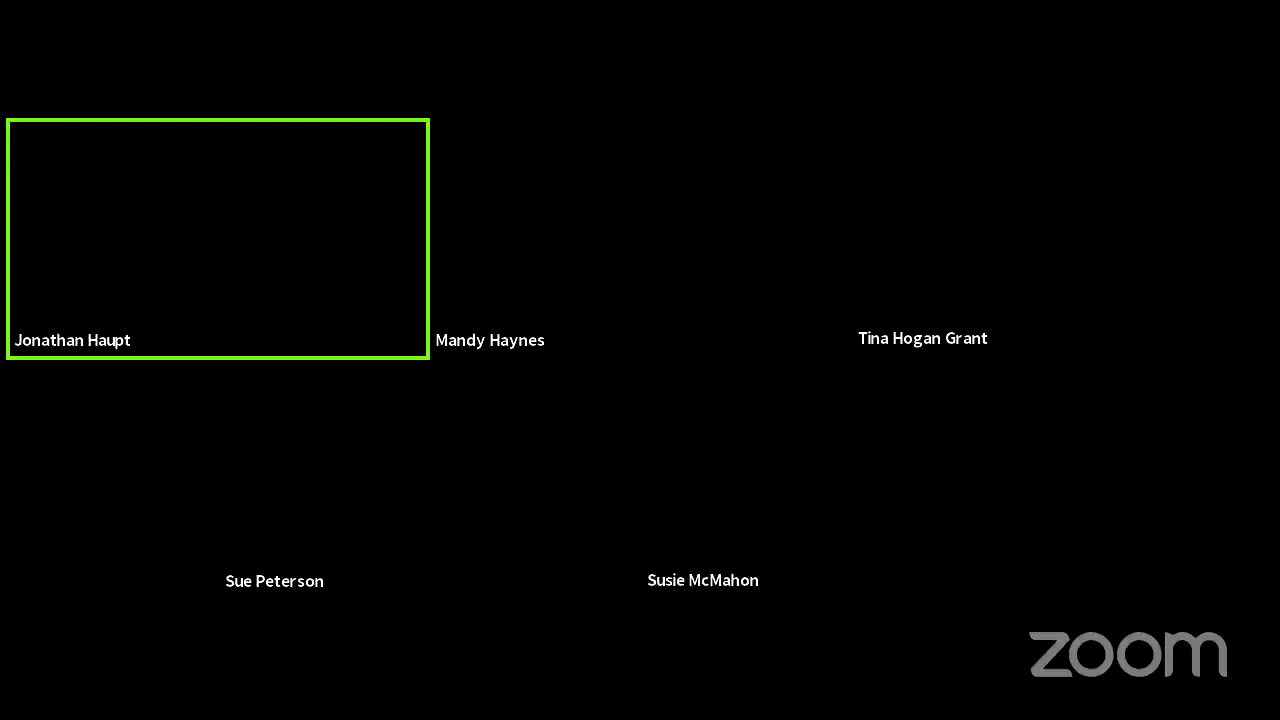 Jonathan Haupt
Mandy Haynes
Tina Hogan Grant
Sue Peterson
Susie McMahon
zoom